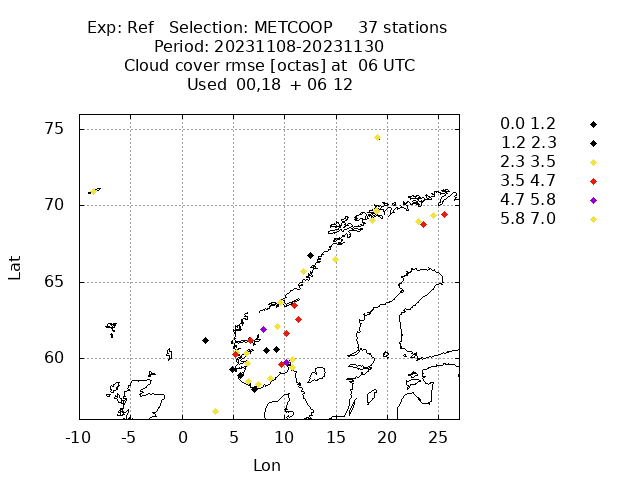 Exp: Ref   Selection: METCOOP     37 stations
Period: 20231108-20231130
Cloud cover rmse [octas] at  06 UTC
Used  00,18  + 06 12
0.0 1.2
1.2 2.3
2.3 3.5
3.5 4.7
4.7 5.8
5.8 7.0
75
70
65
60
Lat
-10 -5 0 5 10 15 20 25
Lon